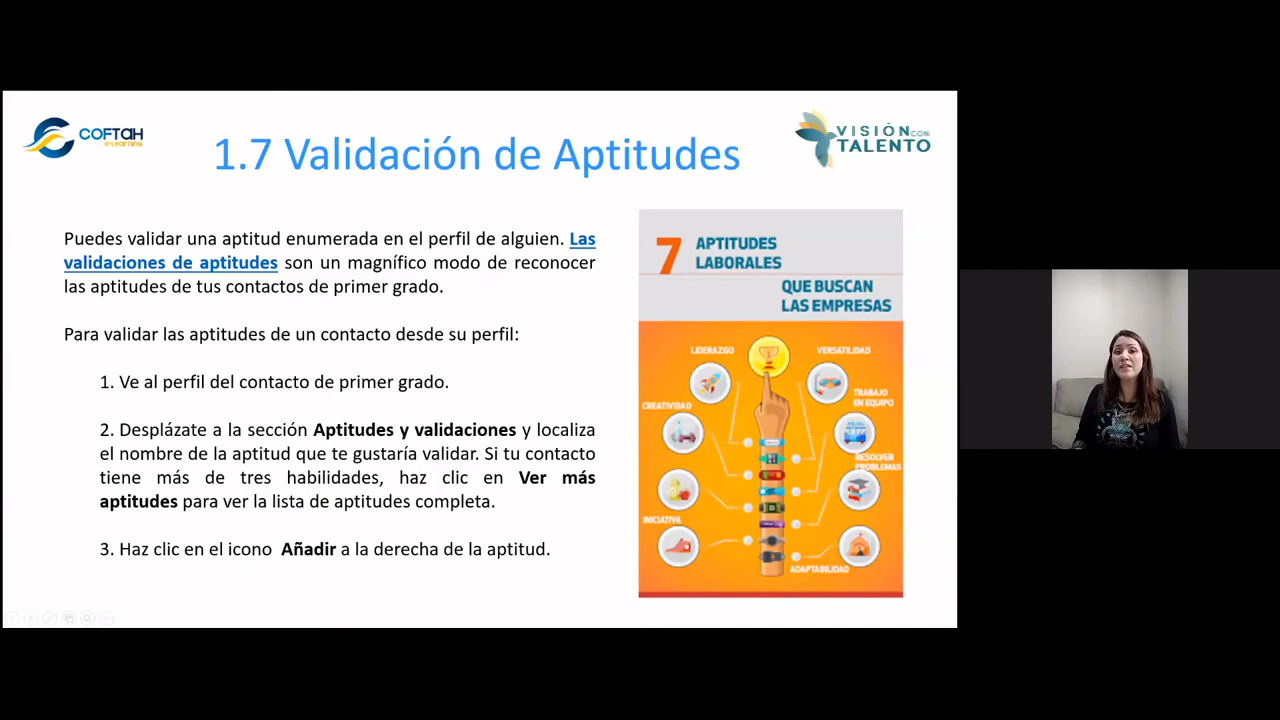 COFTAH
e-Learning
1.7 Validación de Aptitudes
VISIÓN CON
TALENTO
Puedes validar una aptitud enumerada en el perfil de alguien. Las
validaciones de aptitudes son un magnífico modo de reconocer
las aptitudes de tus contactos de primer grado.
Para validar las aptitudes de un contacto desde su perfil:
1. Ve al perfil del contacto de primer grado.
2. Desplázate a la sección Aptitudes y validaciones y localiza
el nombre de la aptitud que te gustaría validar. Si tu contacto
tiene más de tres habilidades, haz clic en Ver más
aptitudes para ver la lista de aptitudes completa.
3. Haz clic en el icono Añadir a la derecha de la aptitud.
7 APTITUDES
LABORALES
QUE BUSCAN
LAS EMPRESAS
LIDERAZGO
VERSATILIDAD
CREATIVIDAD
TRABAJO
EN EQUIPO
RESOLVER
PROBLEMAS
INICIATIVA
ADAPTABILIDAD